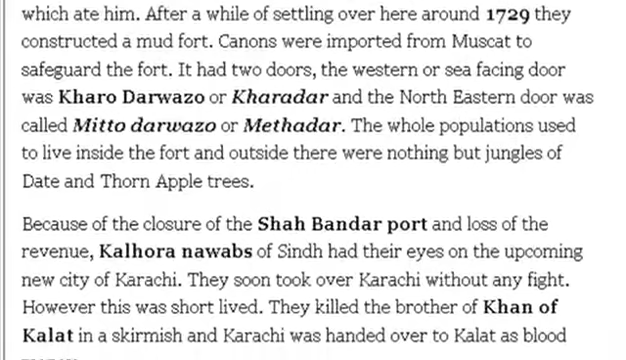 which ate him. After a while of settling over here around 1729 they
constructed a mud fort. Canons were imported from Muscat to
safeguard the fort. It had two doors, the western or sea facing door
was Kharo Darwazo or Kharadar and the North Eastern door was
called Mitto darwazo or Methadar. The whole populations used
to live inside the fort and outside there were nothing but jungles of
Date and Thorn Apple trees.
Because of the closure of the Shah Bandar port and loss of the
revenue, Kalhora nawabs of Sindh had their eyes on the upcoming
new city of Karachi. They soon took over Karachi without any fight.
However this was short lived. They killed the brother of Khan of
Kalat in a skirmish and Karachi was handed over to Kalat as blood